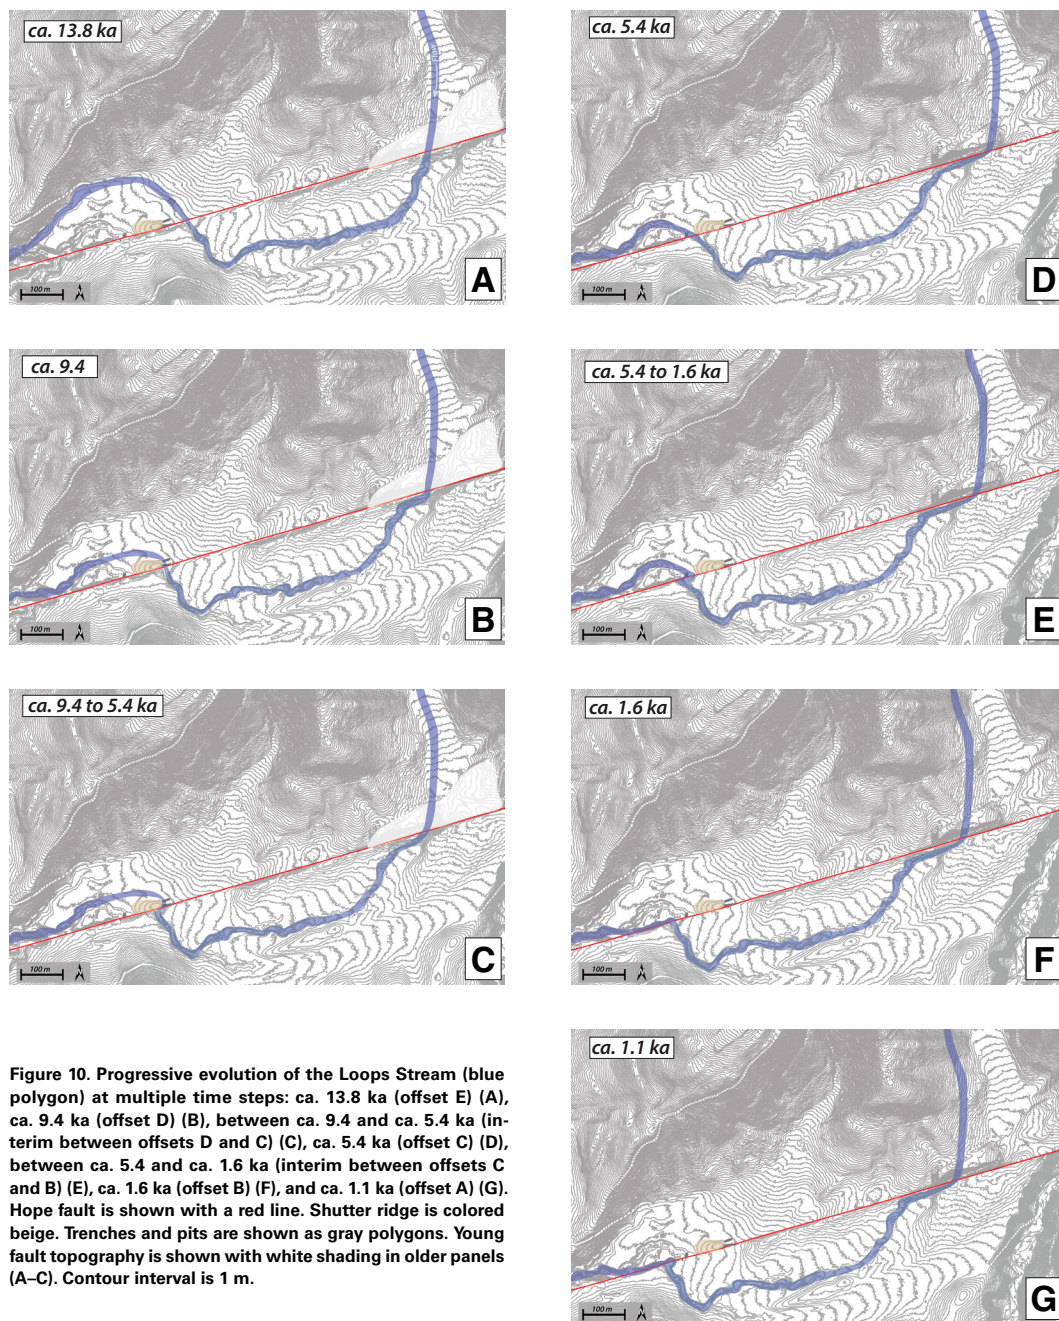 ca. 13.8 ka
100 m
A
ca. 9.4
100 m
B
ca. 9.4 to 5.4 ka
100 m
C
ca. 5.4 ka
100 m
D
ca. 5.4 to 1.6 ka
100 m
E
ca. 1.6 ka
100 m
F
ca. 1.1 ka
100 m
G
Figure 10. Progressive evolution of the Loops Stream (blue
polygon) at multiple time steps: ca. 13.8 ka (offset E) (A),
ca. 9.4 ka (offset D) (B), between ca. 9.4 and ca. 5.4 ka (in-
terim between offsets D and C) (C), ca. 5.4 ka (offset C) (D),
between ca. 5.4 and ca. 1.6 ka (interim between offsets C
and B) (E), ca. 1.6 ka (offset B) (F), and ca. 1.1 ka (offset A) (G).
Hope fault is shown with a red line. Shutter ridge is colored
beige. Trenches and pits are shown as gray polygons. Young
fault topography is shown with white shading in older panels
(A–C). Contour interval is 1 m.